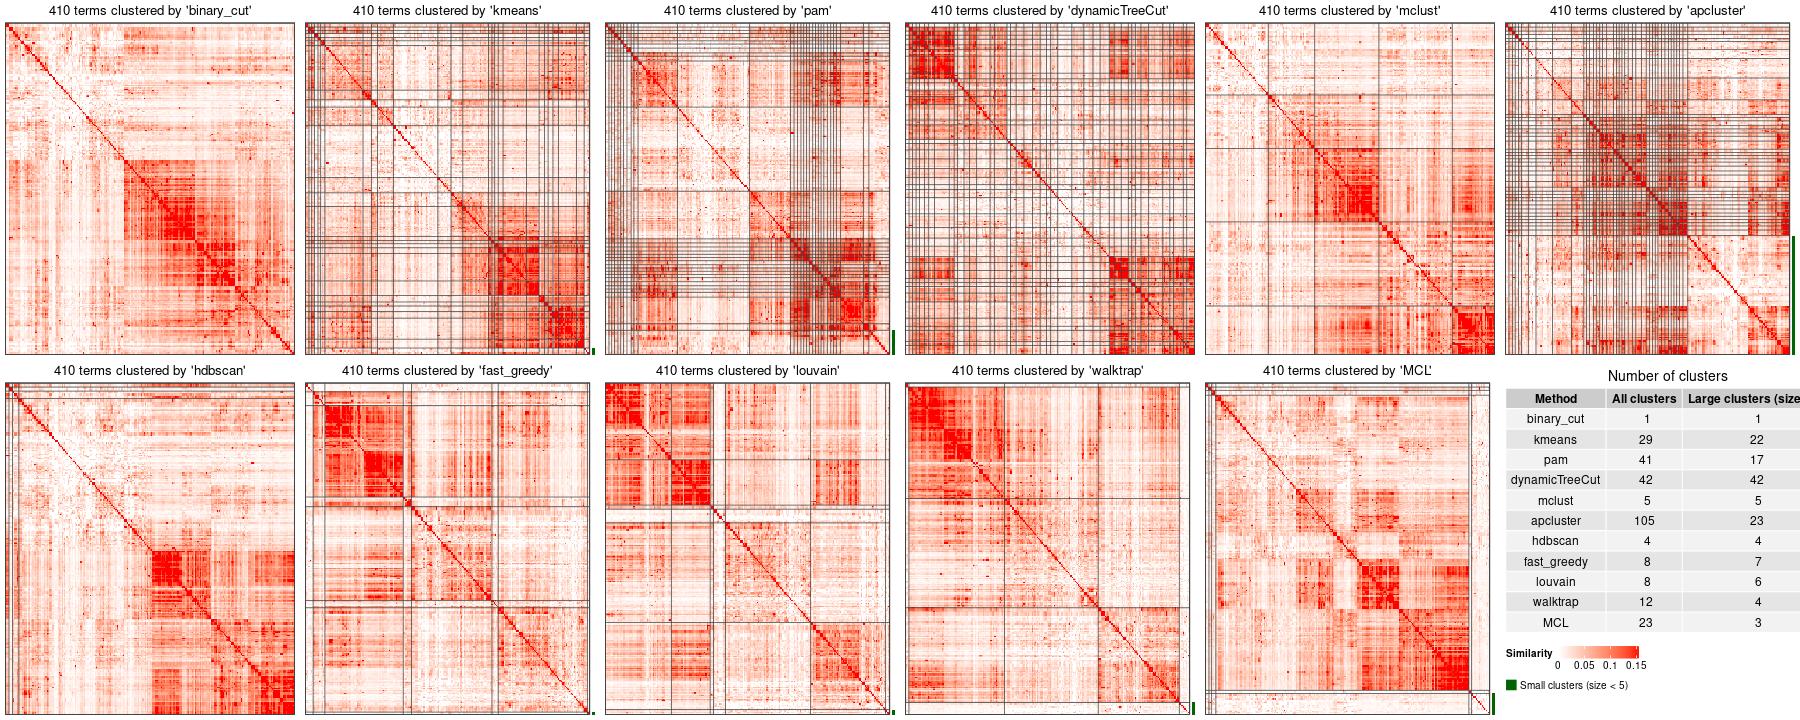 410 terms clustered by 'binary_cut'
410 terms clustered by 'kmeans'
410 terms clustered by 'pam'
410 terms clustered by 'dynamicTreeCut'
410 terms clustered by 'mclust'
410 terms clustered by 'apcluster'
410 terms clustered by 'hdbscan'
410 terms clustered by 'fast_greedy'
410 terms clustered by 'louvain'
410 terms clustered by 'walktrap'
410 terms clustered by 'MCL'
Number of clusters
Method All clusters Large clusters (size
binary_cut 1 1
kmeans 29 22
pam 41 17
dynamicTreeCut 42 42
mclust 5 5
apcluster 105 23
hdbscan 4 4
fast_greedy 8 7
louvain 8 6
walktrap 12 4
MCL 23 3
Similarity
0 0.05 0.1 0.15
Small clusters (size < 5)